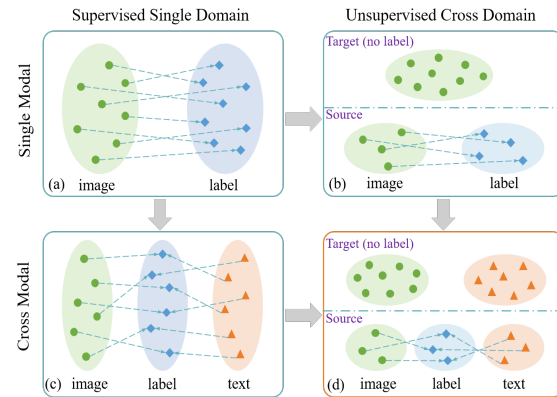 Supervised Single Domain
Unsupervised Cross Domain
Single Modal
Target (no label)
Source
(a) image label
(b) image label
Cross Modal
Target (no label)
Source
(c) image label text
(d) image label text